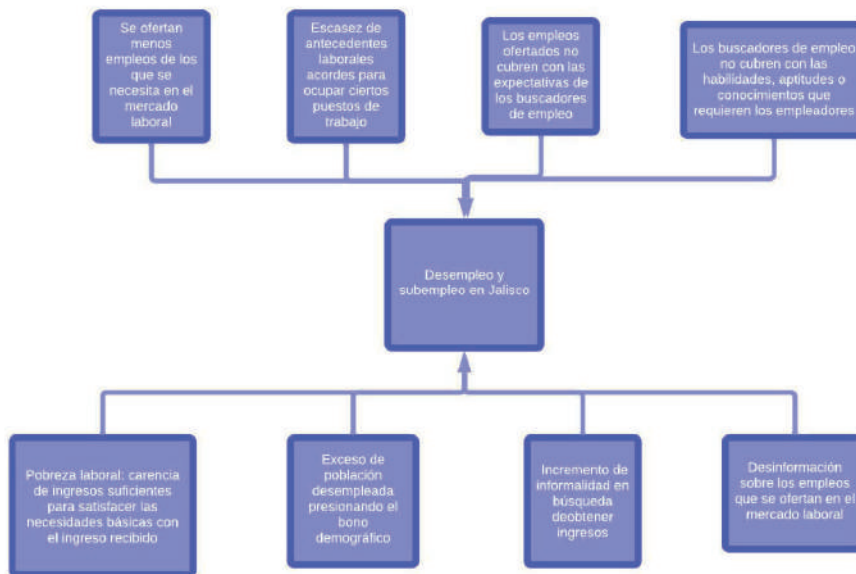 Se ofertan
menos
empleos de los
que se
necesita en el
mercado
laboral
Escasez de
antecedentes
laborales
acordes para
ocupar ciertos
puestos de
trabajo
Los empleos
ofertados no
cubren con las
expectativas de
los buscadores
de empleo
Los buscadores de empleo
no cubren con las
habilidades, aptitudes o
conocimientos que
requieren los empleadores
Desempleo y
subempleo en Jalisco
Pobreza laboral: carencia
de ingresos suficientes
para satisfacer las
necesidades básicas con
el ingreso recibido
Exceso de
población
desempleada
presionando el
bono
demográfico
Incremento de
informalidad en
búsqueda
deobtener
ingresos
Desinformación
sobre los empleos
que se ofertan en el
mercado laboral